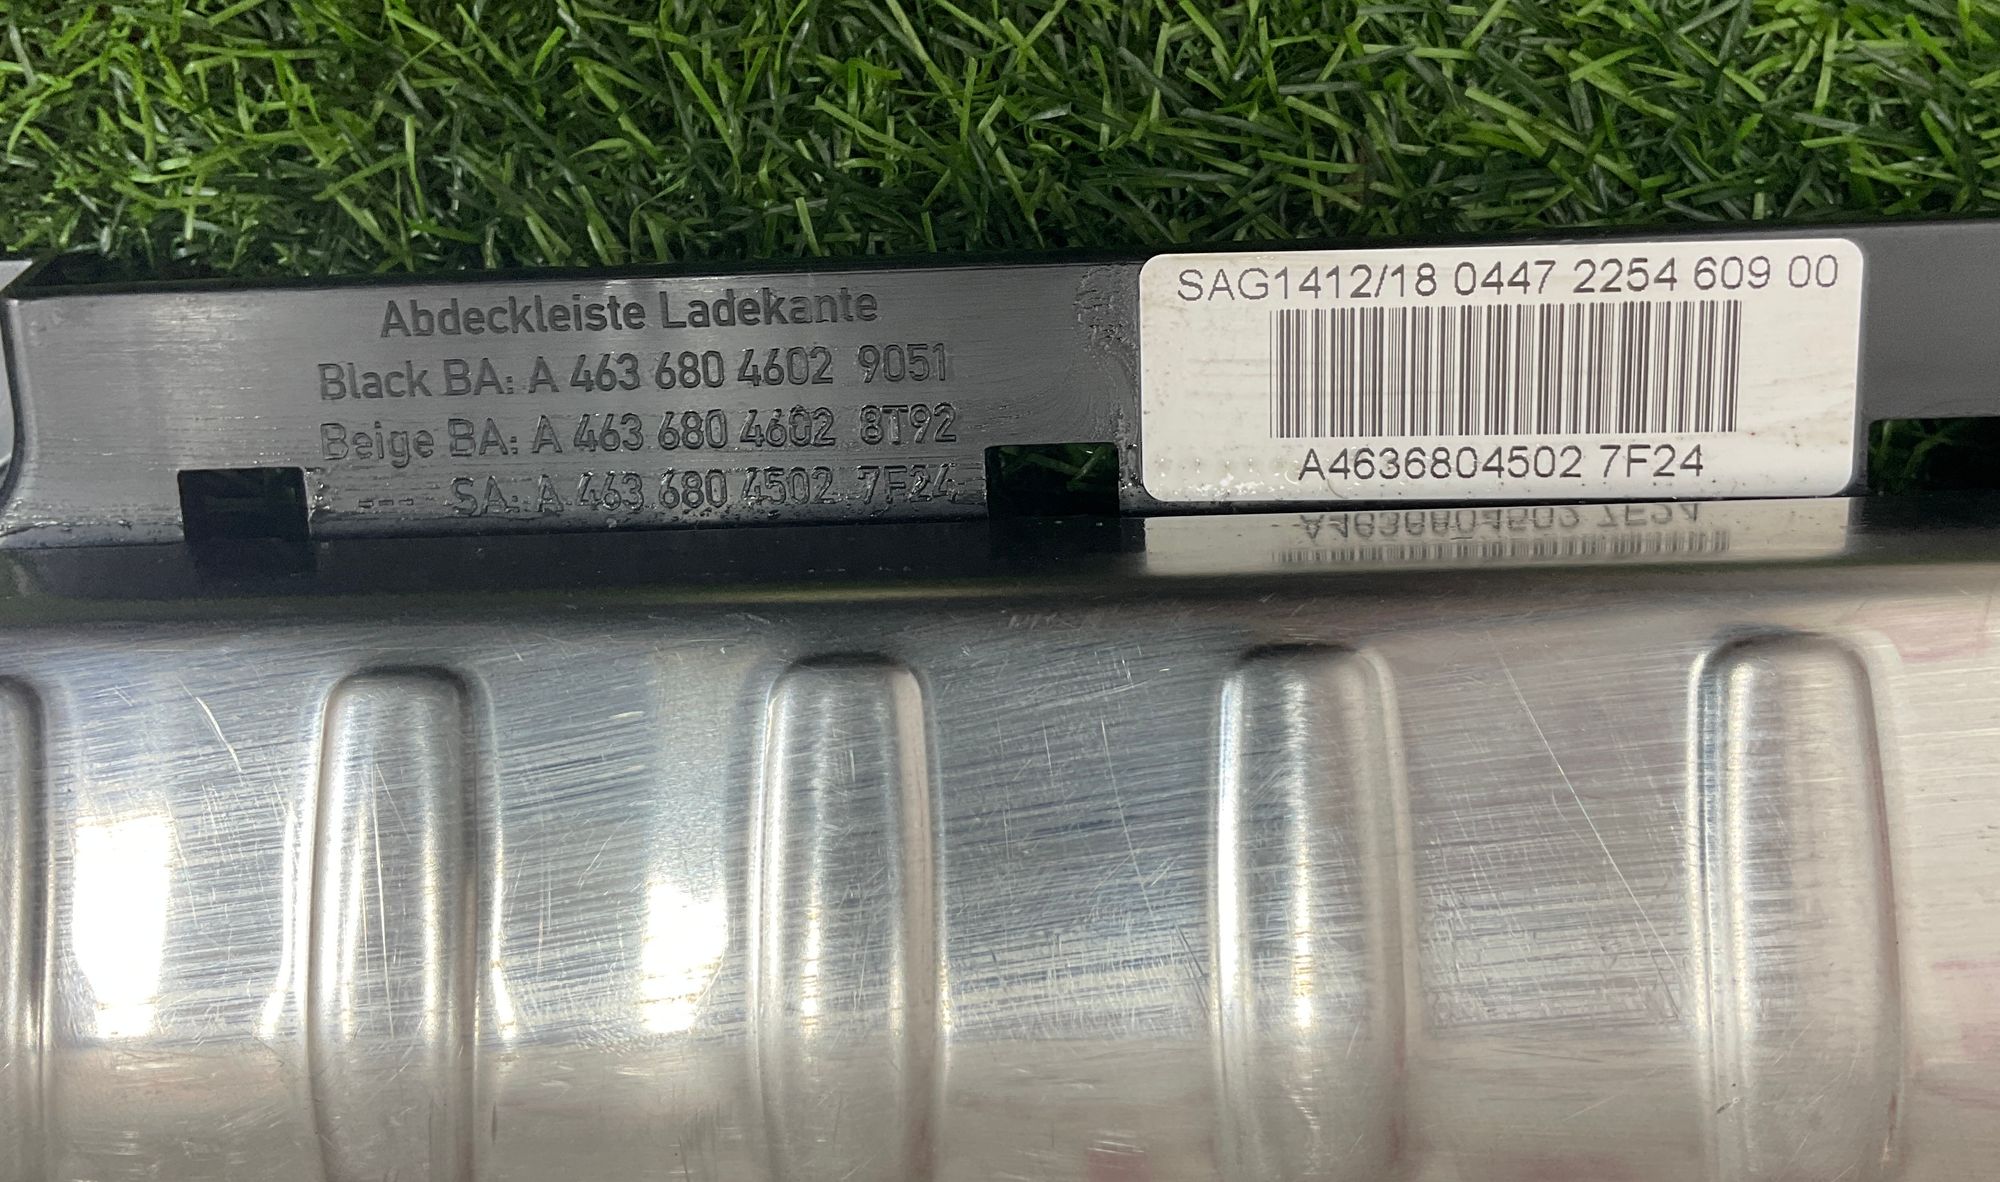 Abdeckleiste Ladekante
Black BA: A 463 680 4602 9051
Beige BA: A 463 680 4602 8T92
--- SA: A 463 680 4502 7F24
SAG1412/18 0447 2254 609 00
A4636804502 7F24